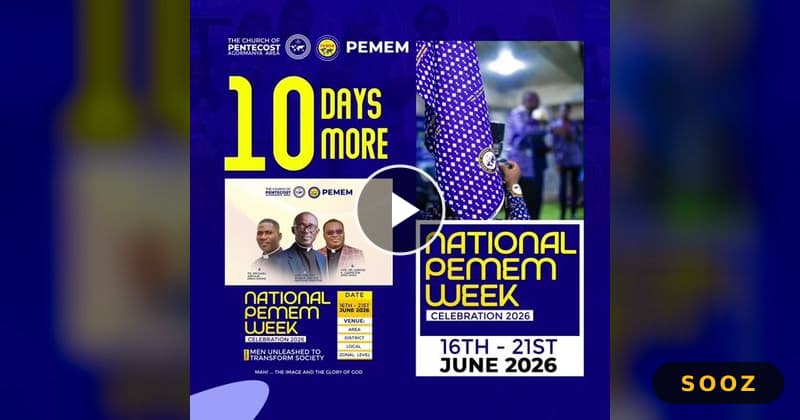 THE CHURCH OF
PENTECOST
AGORMANYA AREA
PEMEM
10 DAYS
MORE
THE CHURCH OF
PENTECOST
PEMEM
NATIONAL
PEMEM
WEEK
CELEBRATION 2026
MEN UNLEASHED TO
TRANSFORM SOCIETY
DATE
16TH - 21ST
JUNE 2026
VENUE:
AREA
DISTRICT
LOCAL
ZONAL LEVEL
MAN! ... THE IMAGE AND THE GLORY OF GOD
NATIONAL
PEMEM
WEEK
CELEBRATION 2026
16TH - 21ST
JUNE 2026
SOOZ